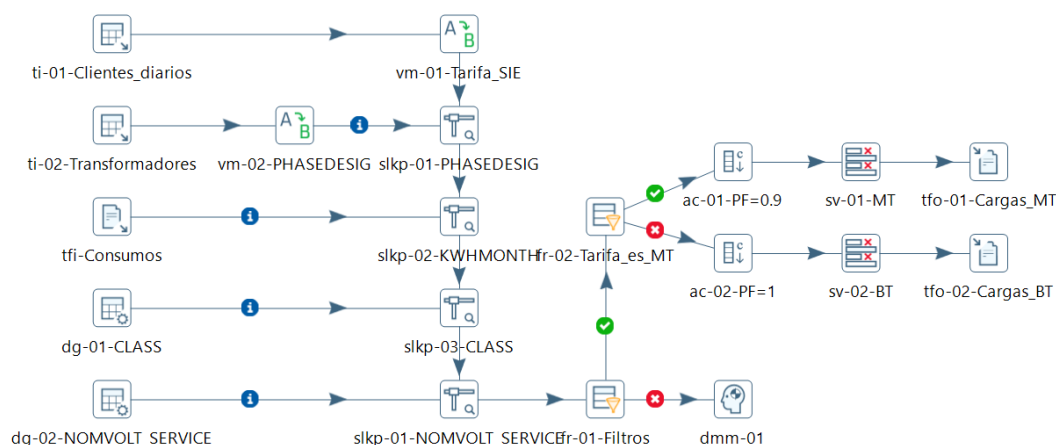 ti-01-Clientes_diarios
vm-01-Tarifa_SIE
ti-02-Transformadores
vm-02-PHASEDESIG
slkp-01-PHASEDESIG
ac-01-PF=0.9
sv-01-MT
tfo-01-Cargas_MT
tfi-Consumos
slkp-02-KWHMONTH
fr-02-Tarifa_es_MT
ac-02-PF=1
sv-02-BT
tfo-02-Cargas_BT
dg-01-CLASS
slkp-03-CLASS
dg-02-NOMVOLT_SERVICE
slkp-01-NOMVOLT_SERVICE
fr-01-Filtros
dmm-01